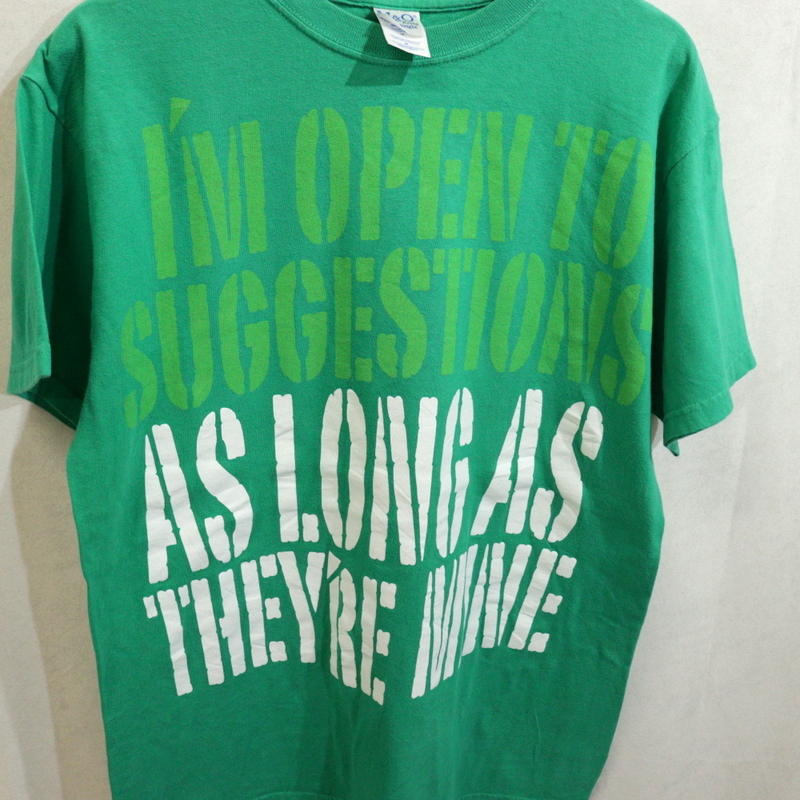 I'M OPEN TO
SUGGESTIONS
AS LONG AS
THEY'RE MINE